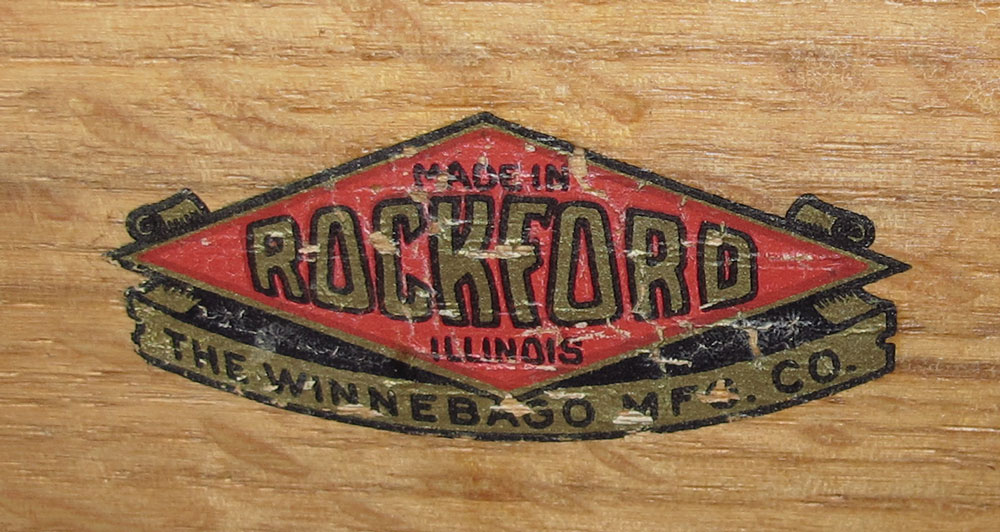 MADE IN
ROCKFORD
ILLINOIS
THE WINNEBAGO MFG. CO.